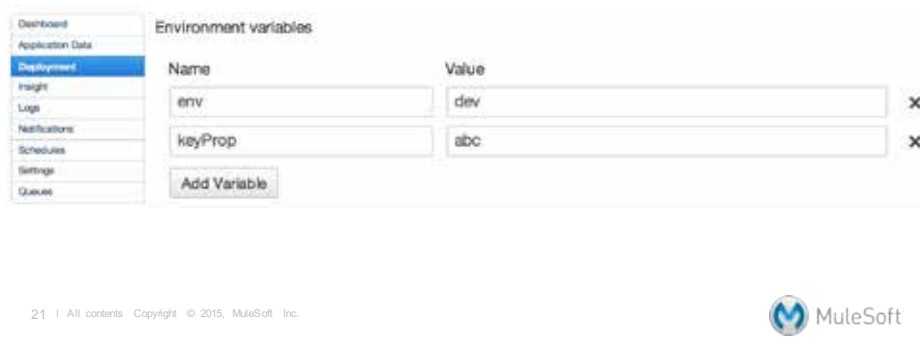 Dashboard
Application Data
Deployment
Insight
Logs
Notifications
Schedules
Settings
Queues
Environment variables
Name Value
env dev
keyProp abc
Add Variable
21 | All contents Copyright © 2015, MuleSoft Inc.
MuleSoft